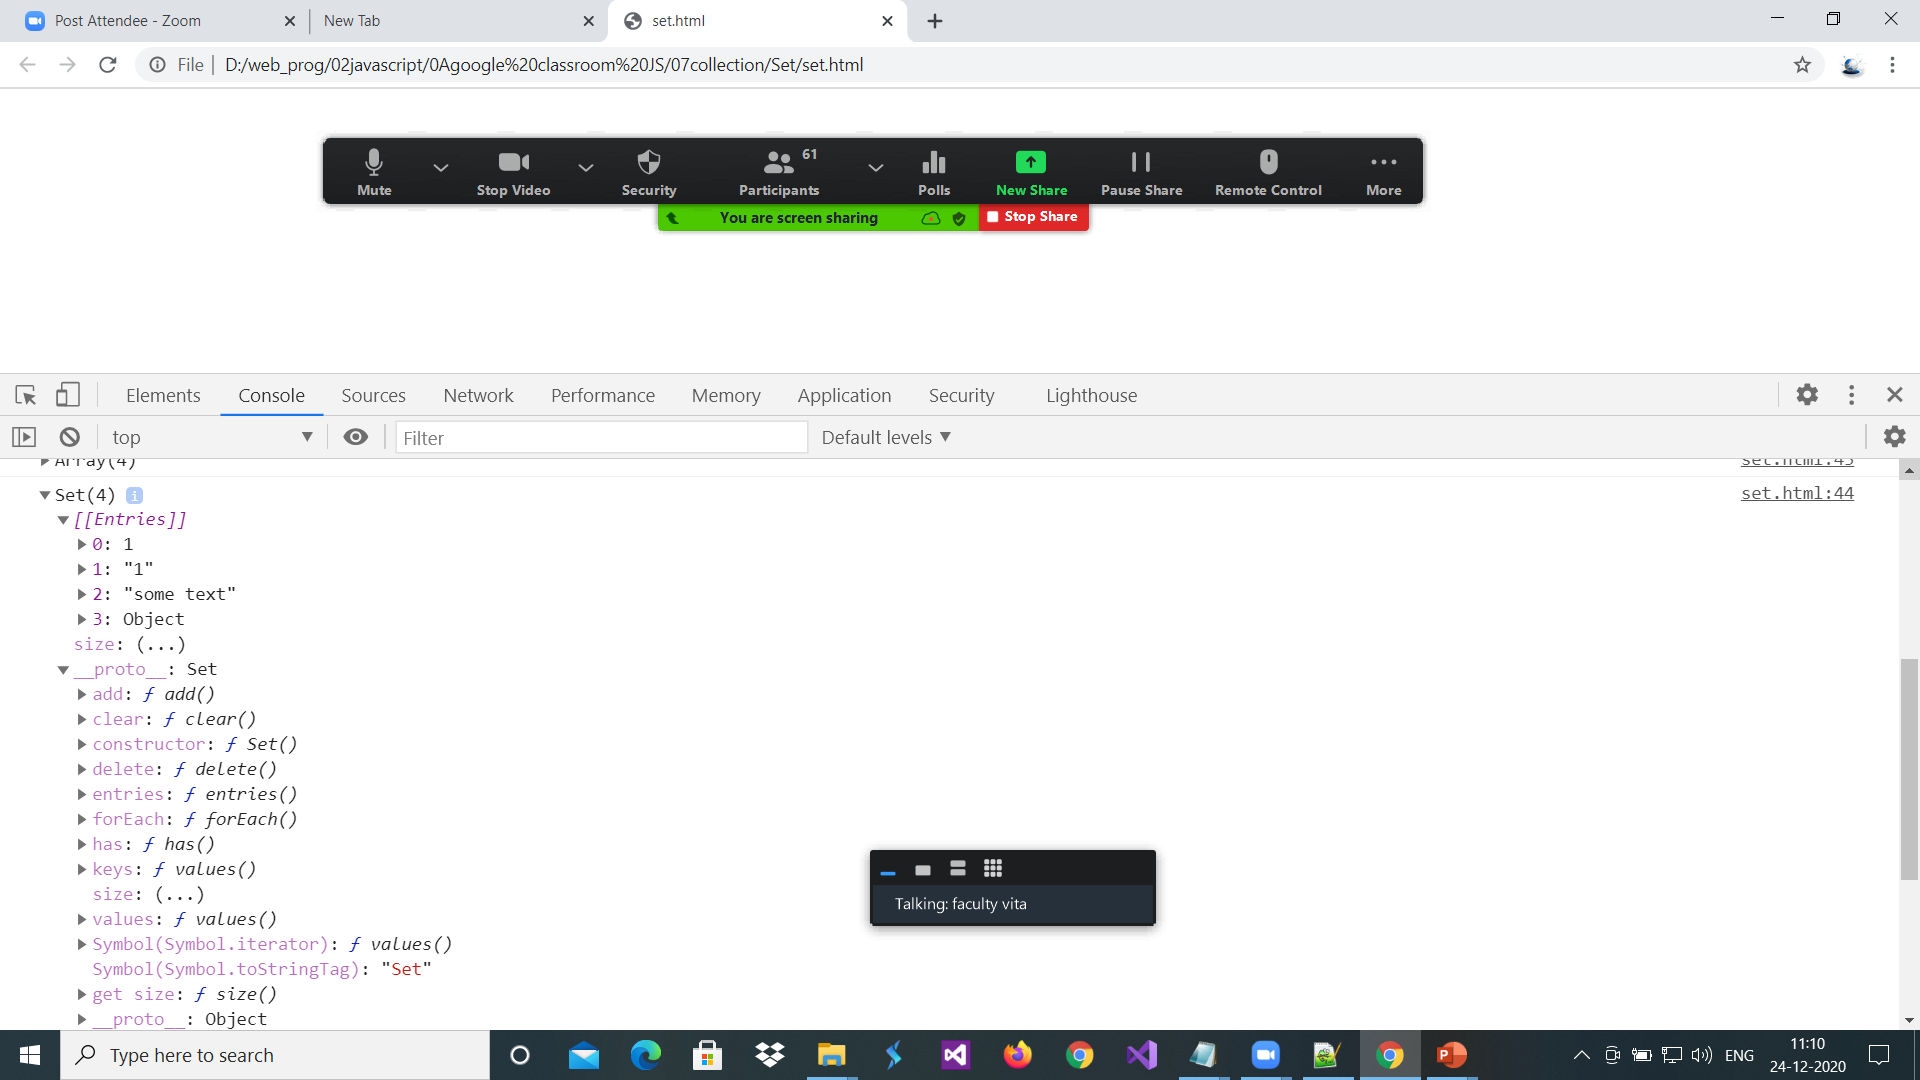 Post Attendee - Zoom
New Tab
set.html
File
D:/web_prog/02javascript/0Agoogle%20classroom%20JS/07collection/Set/set.html
Mute
Stop Video
Security
61
Participants
Polls
New Share
Pause Share
Remote Control
More
You are screen sharing
Stop Share
Elements
Console
Sources
Network
Performance
Memory
Application
Security
Lighthouse
top
Filter
Default levels
Array(4)
set.html:43
Set(4)
set.html:44
[[Entries]]
0: 1
1: "1"
2: "some text"
3: Object
size: (...)
__proto__: Set
add: ƒ add()
clear: ƒ clear()
constructor: ƒ Set()
delete: ƒ delete()
entries: ƒ entries()
forEach: ƒ forEach()
has: ƒ has()
keys: ƒ values()
size: (...)
values: ƒ values()
Symbol(Symbol.iterator): ƒ values()
Symbol(Symbol.toStringTag): "Set"
get size: ƒ size()
__proto__: Object
Talking: faculty vita
Type here to search
ENG
11:10
24-12-2020